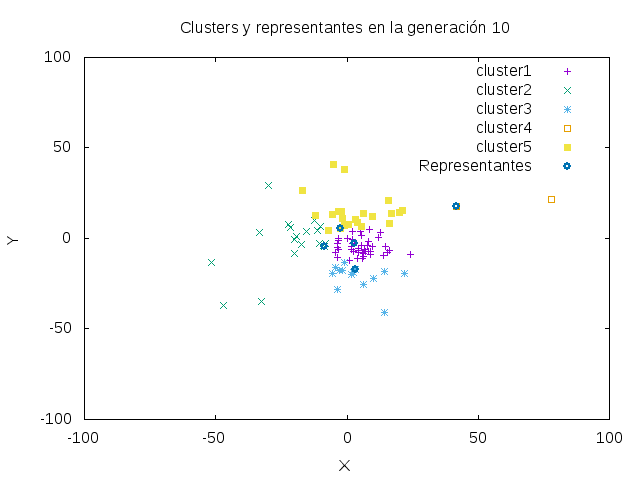 Clusters y representantes en la generación 10
100
50
0
-50
-100
-100
-50
0
50
100
X
Y
cluster1
cluster2
cluster3
cluster4
cluster5
Representantes